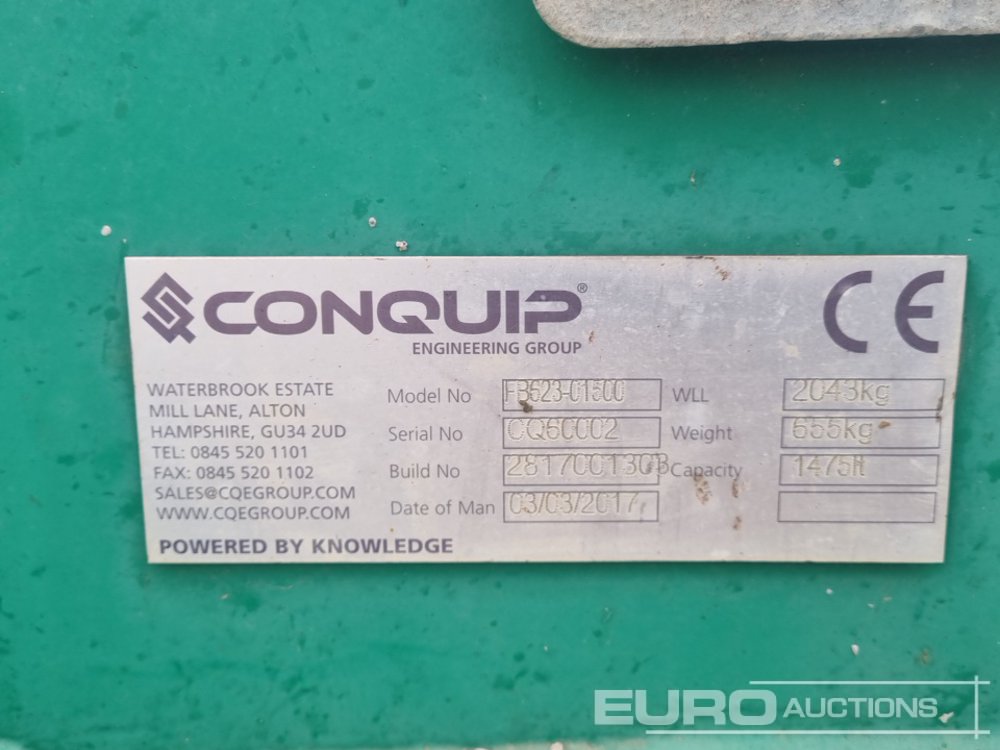 CONQUIP®
ENGINEERING GROUP
CE
WATERBROOK ESTATE
MILL LANE, ALTON
HAMPSHIRE, GU34 2UD
TEL: 0845 520 1101
FAX: 0845 520 1102
SALES@CQEGROUP.COM
WWW.CQEGROUP.COM
Model No FB623-01500 WLL 2043kg
Serial No CQ60002 Weight 655kg
Build No Capacity 1475lt
Date of Man 03/03/2017
POWERED BY KNOWLEDGE
EURO AUCTIONS